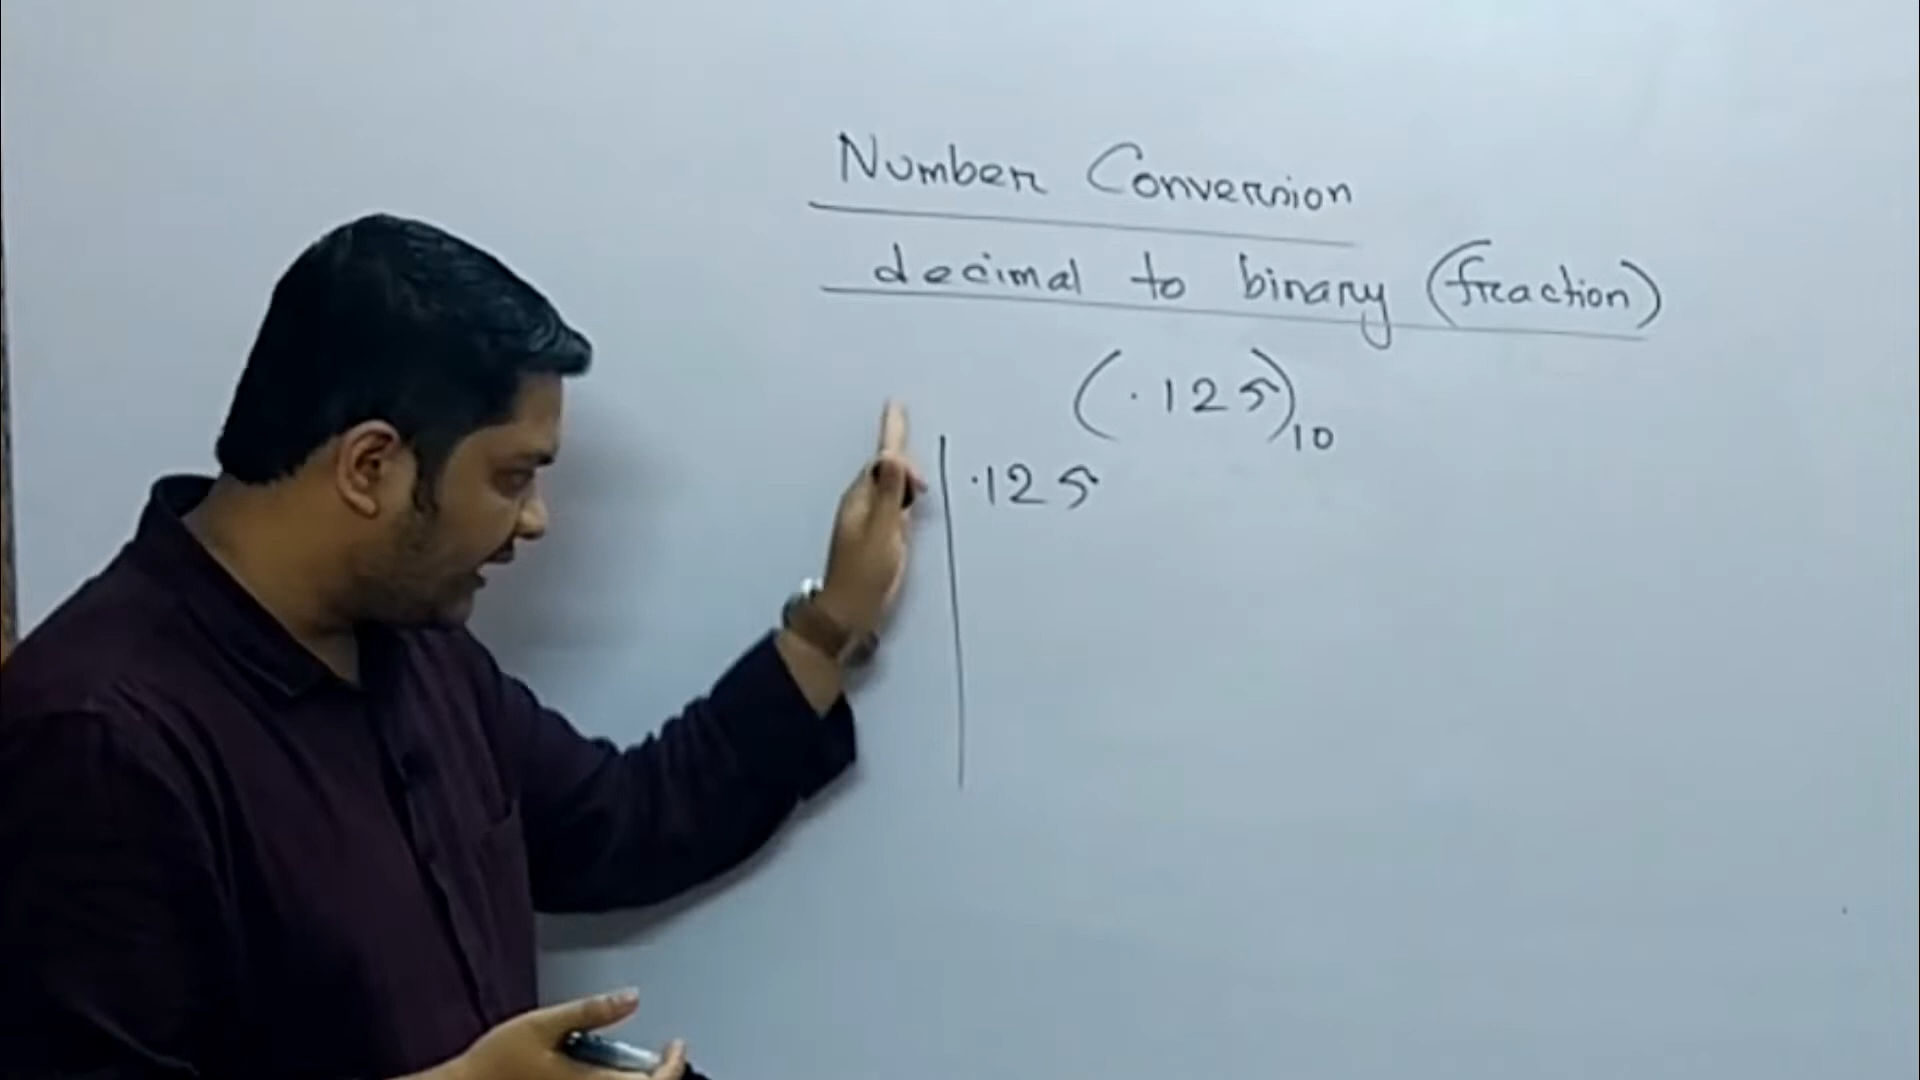 Number Conversion
decimal to binary (fraction)
(.125)10
.125